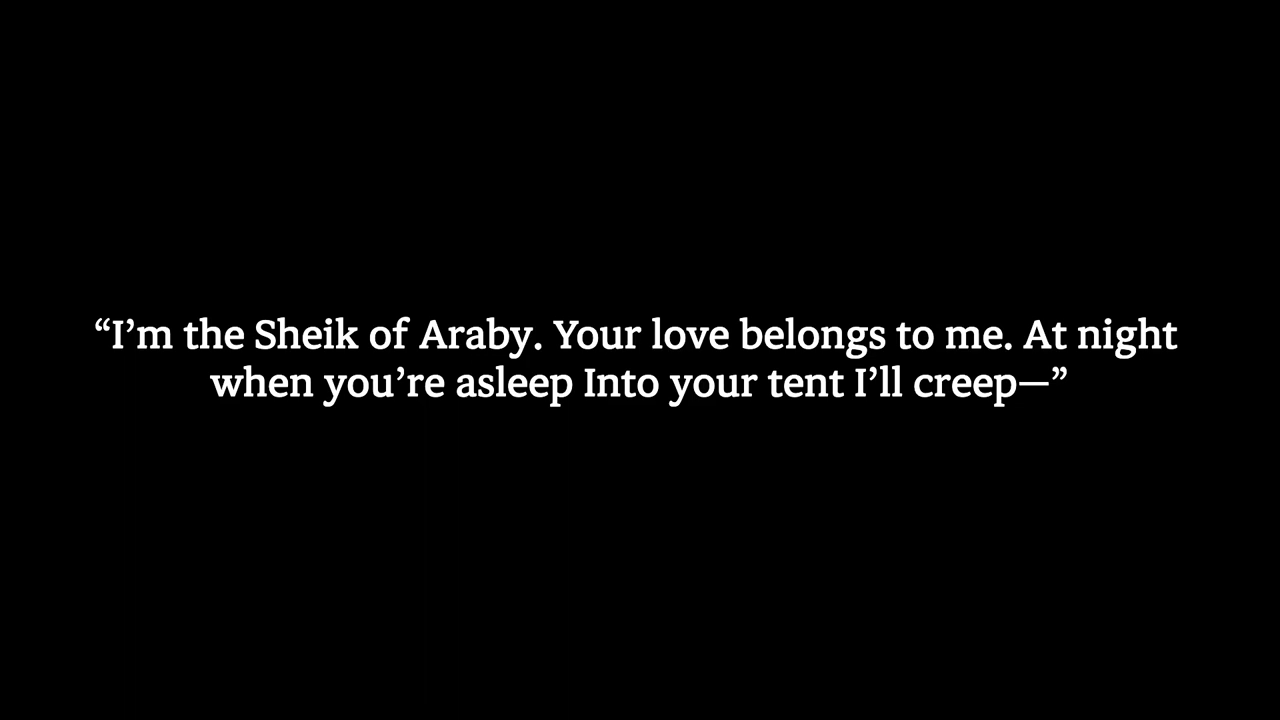 “I’m the Sheik of Araby. Your love belongs to me. At night
when you’re asleep Into your tent I’ll creep—”